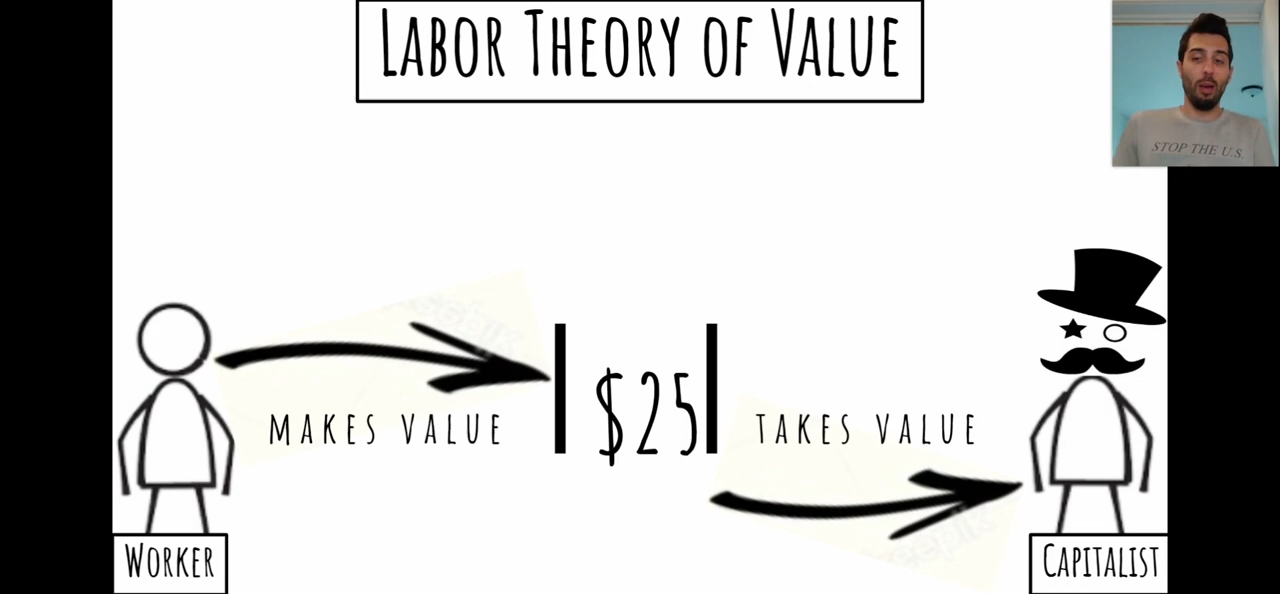 LABOR THEORY OF VALUE
STOP THE U.S.
MAKES VALUE
$25
TAKES VALUE
WORKER
CAPITALIST